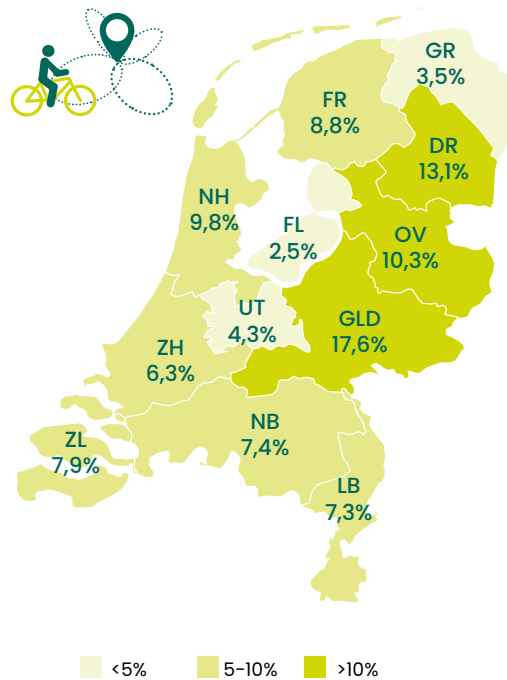 GR
3,5%
FR
8,8%
DR
13,1%
NH
9,8%
FL
2,5%
OV
10,3%
UT
4,3%
GLD
17,6%
ZH
6,3%
NB
7,4%
ZL
7,9%
LB
7,3%
<5%
5-10%
>10%